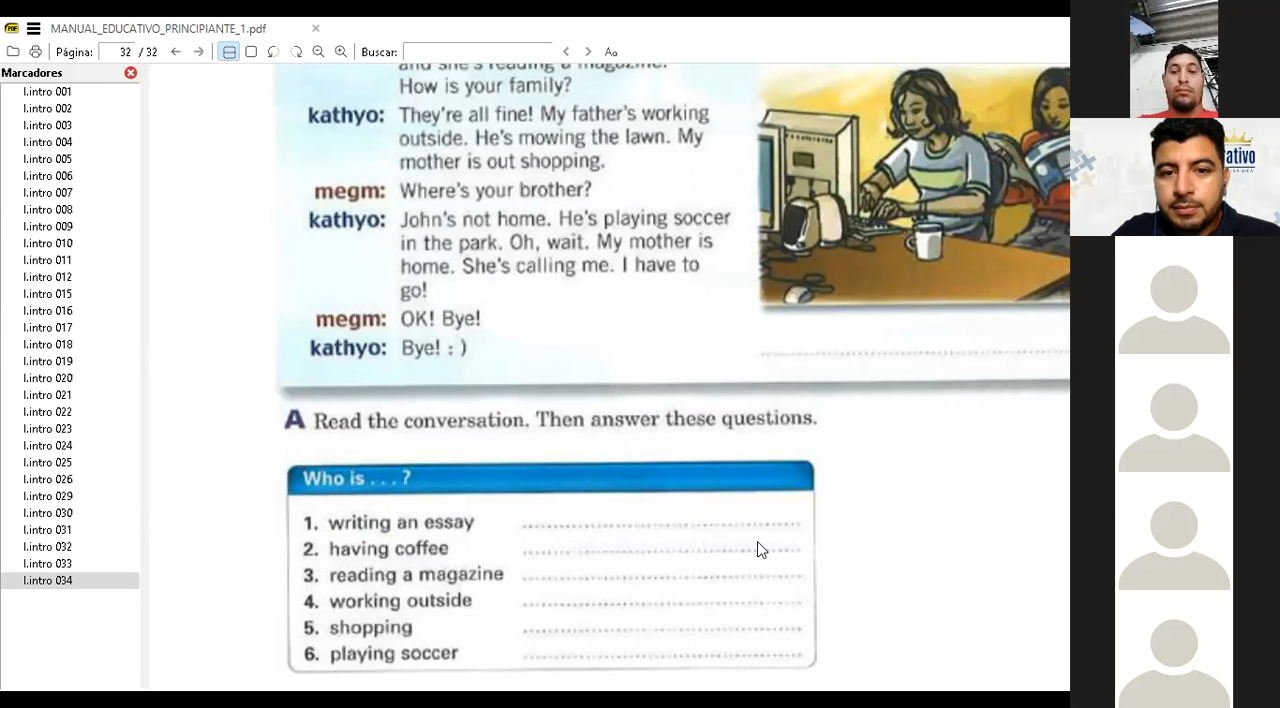 MANUAL_EDUCATIVO_PRINCIPIANTE_1.pdf
Página: 32 / 32 Buscar: Aa
Marcadores
I.intro 001
I.intro 002
I.intro 003
I.intro 004
I.intro 005
I.intro 006
I.intro 007
I.intro 008
I.intro 009
I.intro 010
I.intro 011
I.intro 012
I.intro 015
I.intro 016
I.intro 017
I.intro 018
I.intro 019
I.intro 020
I.intro 021
I.intro 022
I.intro 023
I.intro 024
I.intro 025
I.intro 026
I.intro 029
I.intro 030
I.intro 031
I.intro 032
I.intro 033
I.intro 034
and she's reading a magazine.
How is your family?
kathyo: They're all fine! My father's working
outside. He's mowing the lawn. My
mother is out shopping.
megm: Where's your brother?
kathyo: John's not home. He's playing soccer
in the park. Oh, wait. My mother is
home. She's calling me. I have to
go!
megm: OK! Bye!
kathyo: Bye! : )
A Read the conversation. Then answer these questions.
Who is . . . ?
1. writing an essay
2. having coffee
3. reading a magazine
4. working outside
5. shopping
6. playing soccer
ativo